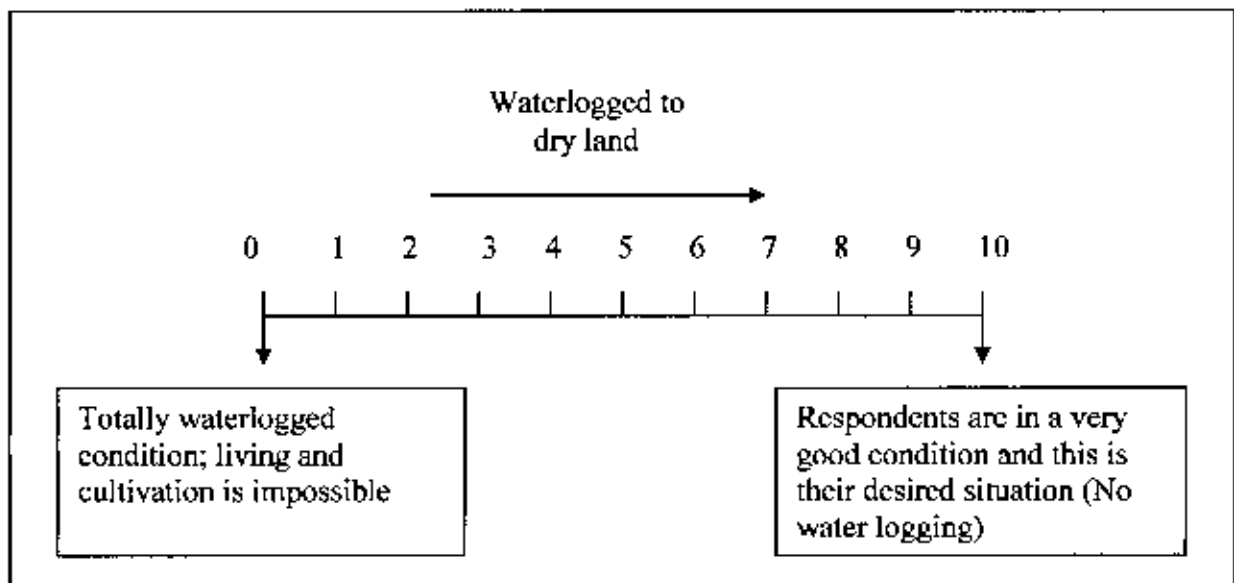 Waterlogged to
dry land
0 1 2 3 4 5 6 7 8 9 10
Totally waterlogged
condition; living and
cultivation is impossible
Respondents are in a very
good condition and this is
their desired situation (No
water logging)